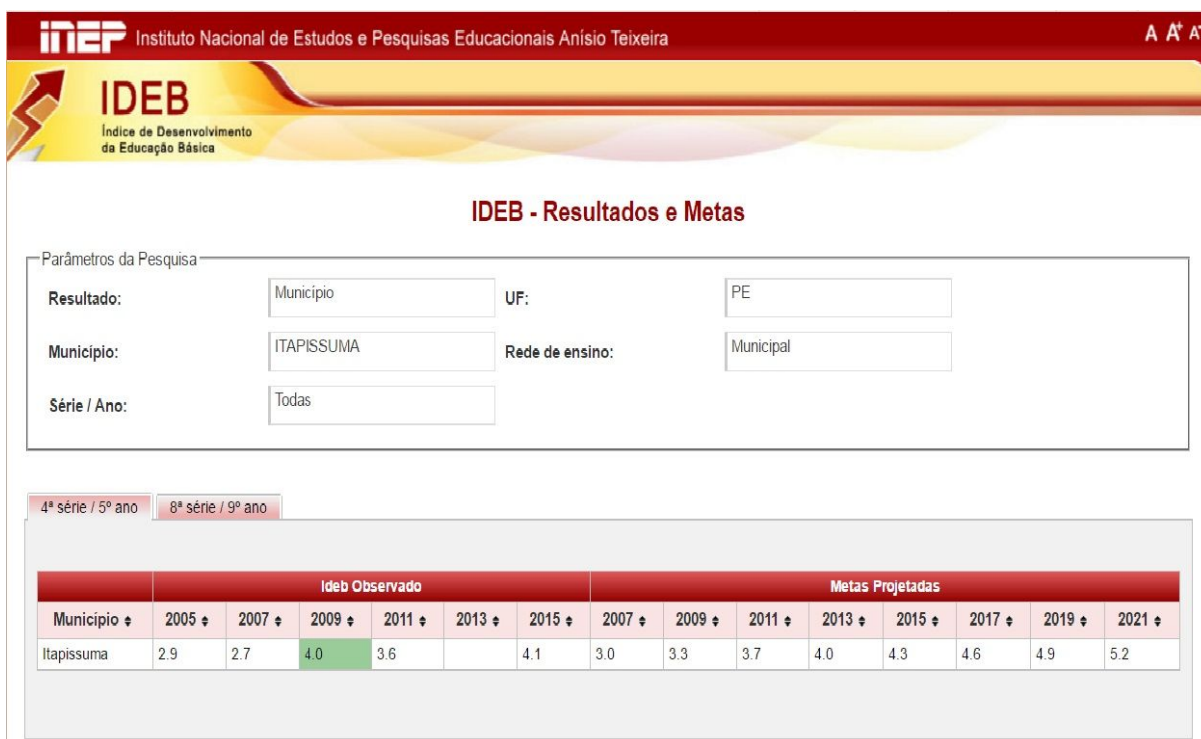 inep Instituto Nacional de Estudos e Pesquisas Educacionais Anísio Teixeira A A+ A
IDEB
Índice de Desenvolvimento
da Educação Básica
IDEB - Resultados e Metas
Parâmetros da Pesquisa
Resultado: Município UF: PE
Município: ITAPISSUMA Rede de ensino: Municipal
Série / Ano: Todas
4ª série / 5º ano 8ª série / 9º ano
Ideb Observado Metas Projetadas
Município 2005 2007 2009 2011 2013 2015 2007 2009 2011 2013 2015 2017 2019 2021
Itapissuma 2.9 2.7 4.0 3.6 4.1 3.0 3.3 3.7 4.0 4.3 4.6 4.9 5.2